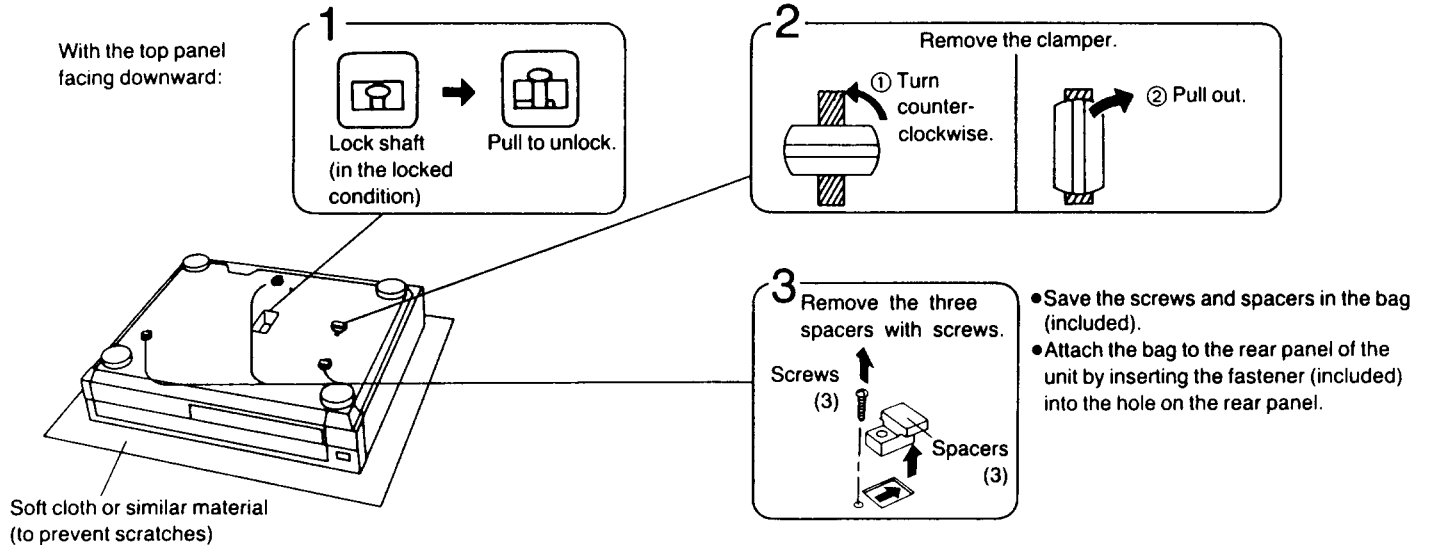 With the top panel
facing downward:
1
Lock shaft
(in the locked
condition)
Pull to unlock.
2
Remove the clamper.
① Turn
counter-
clockwise.
② Pull out.
3
Remove the three
spacers with screws.
Screws
(3)
Spacers
(3)
●Save the screws and spacers in the bag
(included).
●Attach the bag to the rear panel of the
unit by inserting the fastener (included)
into the hole on the rear panel.
Soft cloth or similar material
(to prevent scratches)